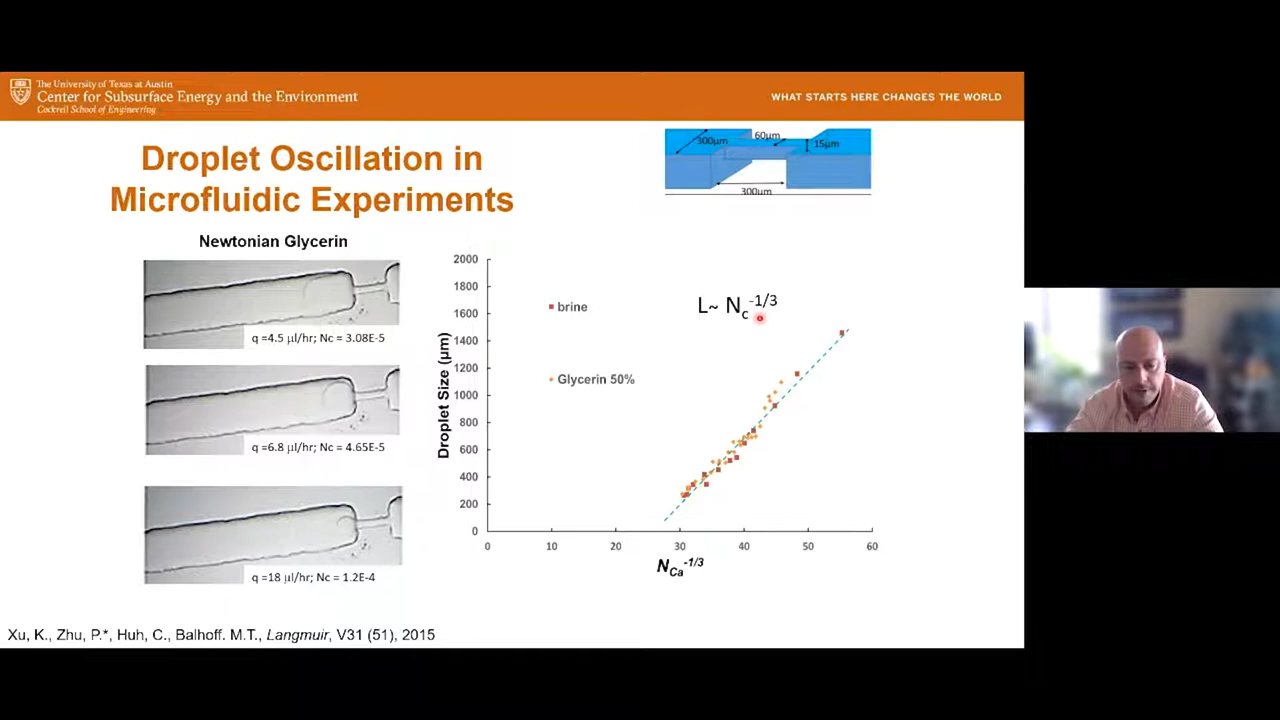 The University of Texas at Austin
Center for Subsurface Energy and the Environment
Cockrell School of Engineering
WHAT STARTS HERE CHANGES THE WORLD
Droplet Oscillation in
Microfluidic Experiments
300µm
60µm
15µm
300µm
Newtonian Glycerin
q =4.5 µl/hr; Nc = 3.08E-5
q =6.8 µl/hr; Nc = 4.65E-5
q =18 µl/hr; Nc = 1.2E-4
Droplet Size (µm)
2000
1800
1600
1400
1200
1000
800
600
400
200
0
brine
Glycerin 50%
L~ Nc-1/3
0 10 20 30 40 50 60
NCa-1/3
Xu, K., Zhu, P.*, Huh, C., Balhoff. M.T., Langmuir, V31 (51), 2015